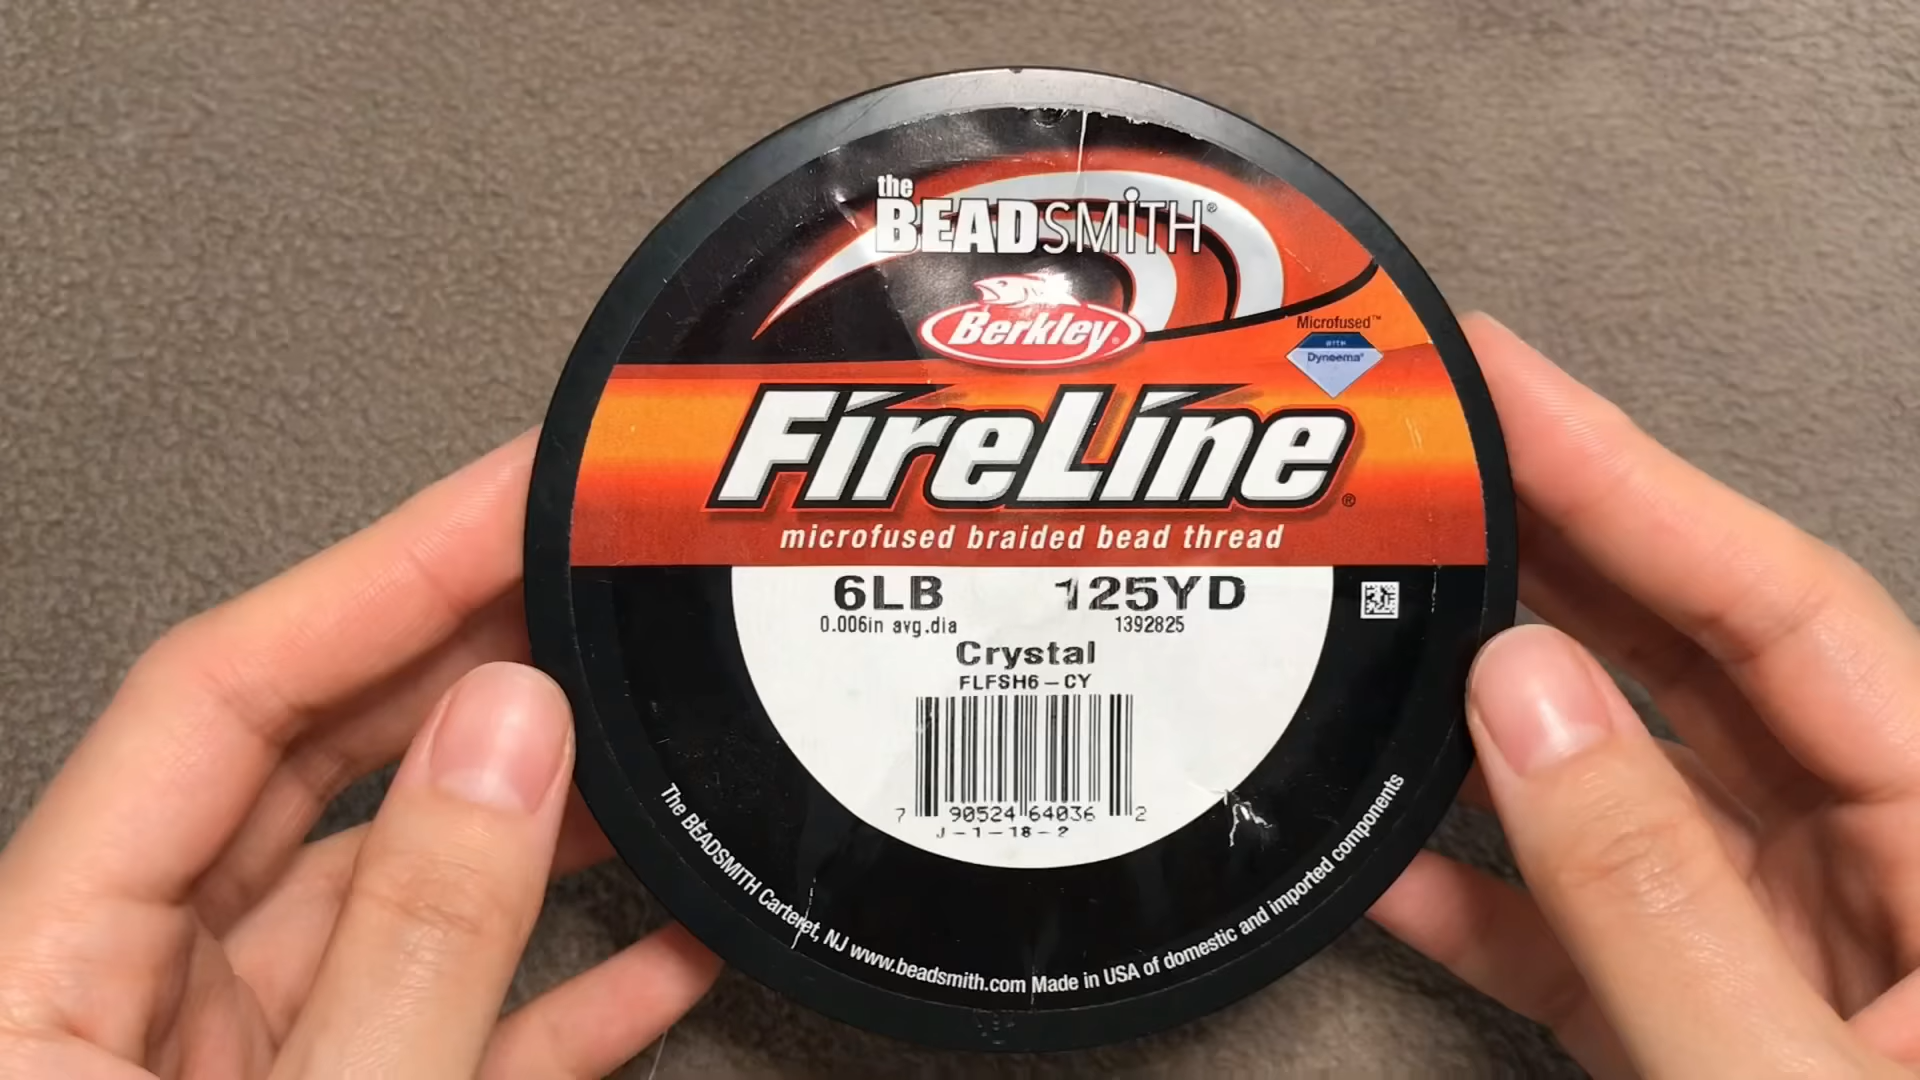 the
BEADSMITH®
Berkley®
Microfused™
WITH
Dyneema®
FireLine®
microfused braided bead thread
6LB 125YD
0.006in avg.dia 1392825
Crystal
FLFSH6-CY
7 90524 64036 2
J-1-18-2
The BEADSMITH Carteret, NJ www.beadsmith.com Made in USA of domestic and imported components